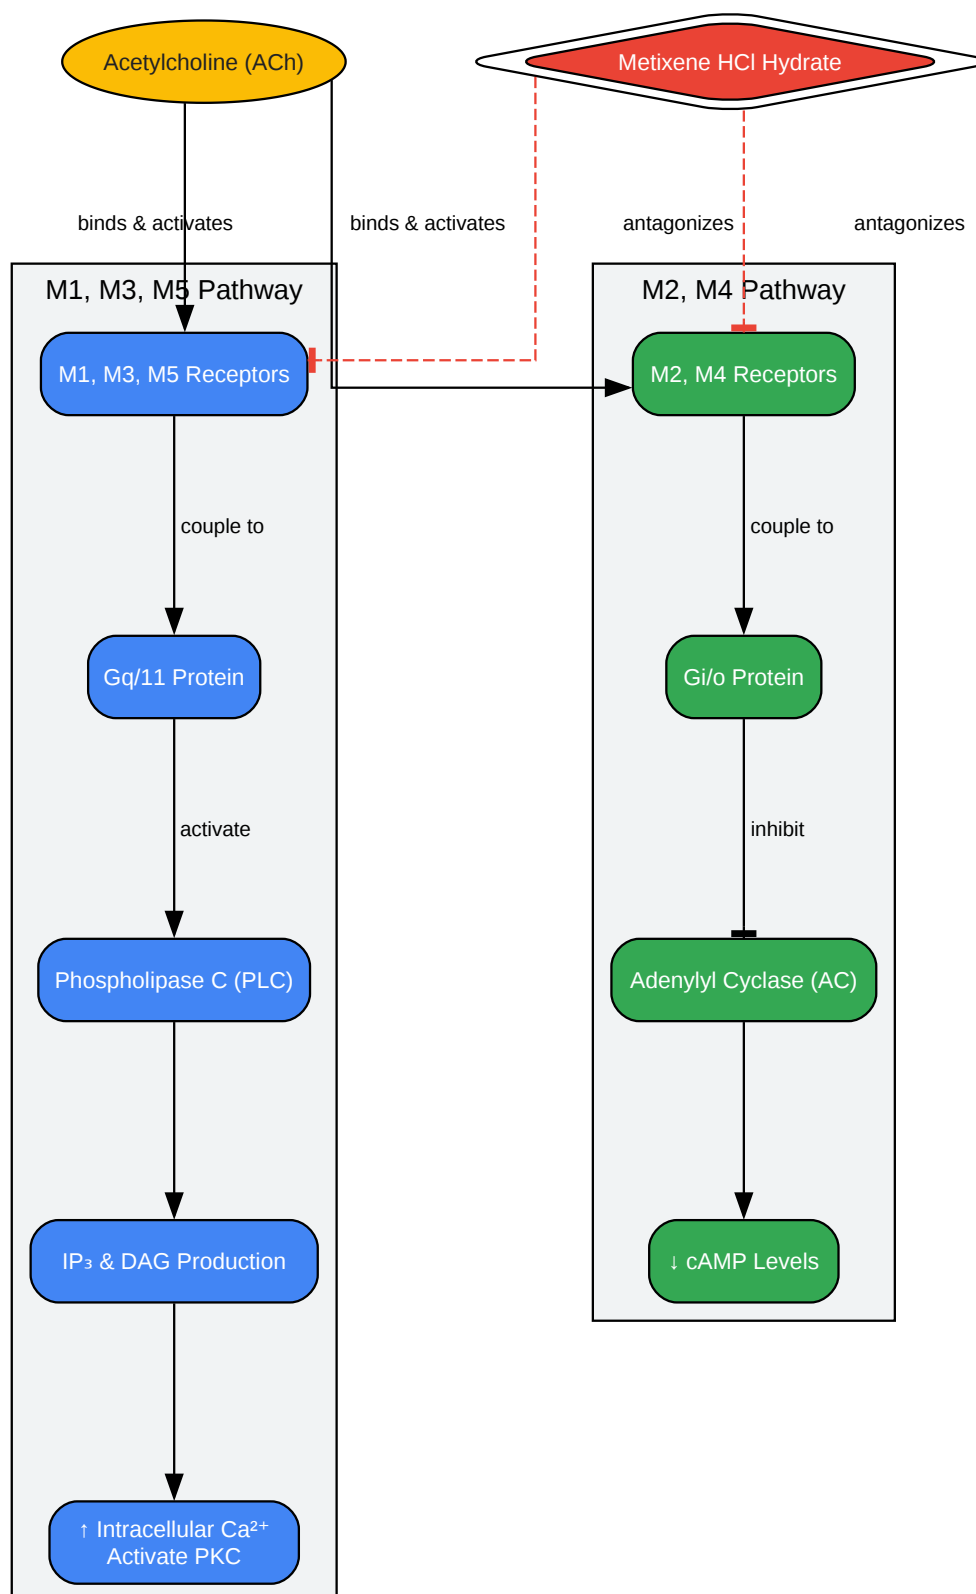 Acetylcholine (ACh)
Metixene HCl Hydrate
binds & activates
binds & activates
antagonizes
antagonizes
M1, M3, M5 Pathway
M2, M4 Pathway
M1, M3, M5 Receptors
M2, M4 Receptors
couple to
couple to
Gq/11 Protein
Gi/o Protein
activate
inhibit
Phospholipase C (PLC)
Adenylyl Cyclase (AC)
IP₃ & DAG Production
↓ cAMP Levels
↑ Intracellular Ca²⁺
Activate PKC